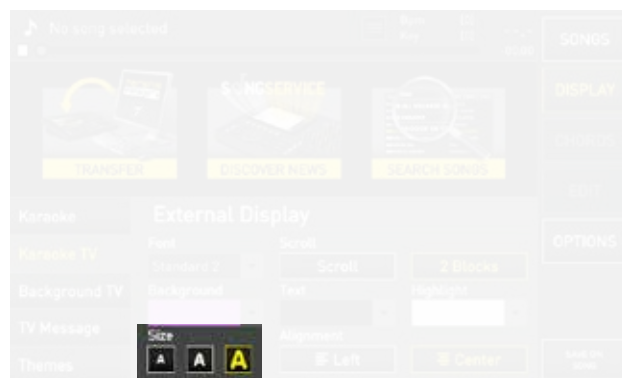 No song selected
SONGS
SONGSERVICE
DISPLAY
TRANSFER
DISCOVER NEWS
SEARCH SONGS
CHORDS
EDIT
External Display
Karaoke
Font
Scroll
OPTIONS
Karaoke TV
Standard 2
Scroll
2 Blocks
Background TV
Background
Text
Highlight
TV Message
Size
Alignment
A A A
Left
Center
Themes